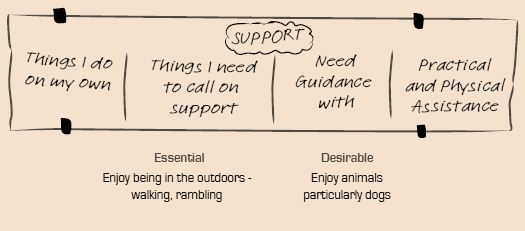 SUPPORT
Things I do
on my own
Things I need
to call on
support
Need
Guidance
with
Practical
and Physical
Assistance
Essential
Enjoy being in the outdoors -
walking, rambling
Desirable
Enjoy animals
particularly dogs